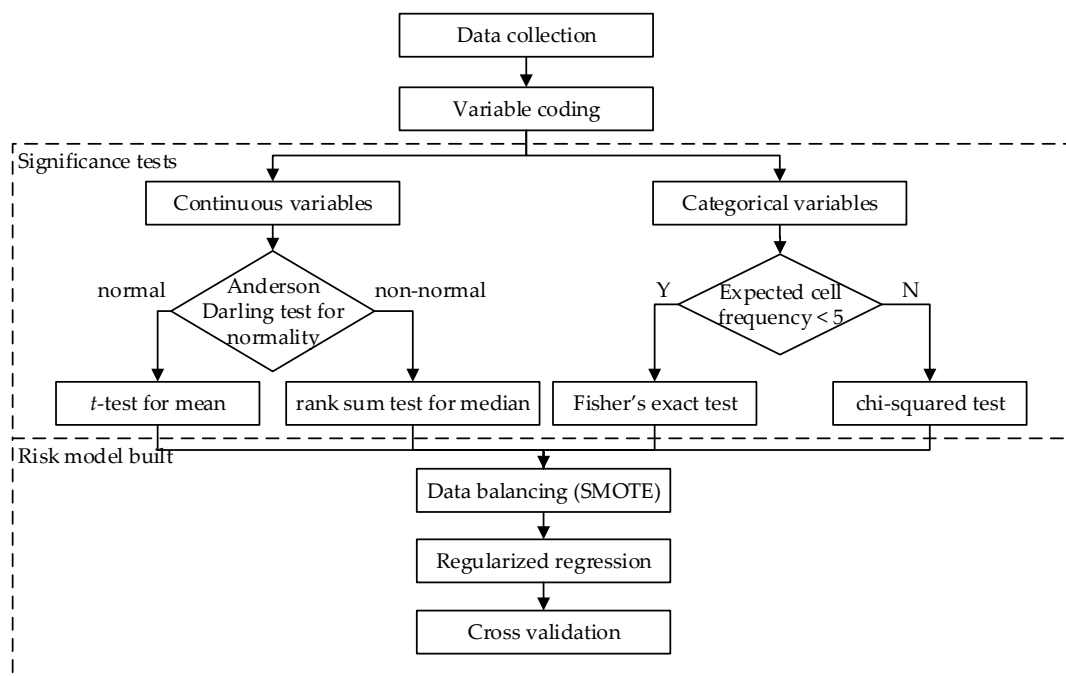 Data collection
Variable coding
Significance tests
Continuous variables
Categorical variables
normal
Anderson
Darling test for
normality
non-normal
Y
Expected cell
frequency < 5
N
t-test for mean
rank sum test for median
Fisher's exact test
chi-squared test
Risk model built
Data balancing (SMOTE)
Regularized regression
Cross validation